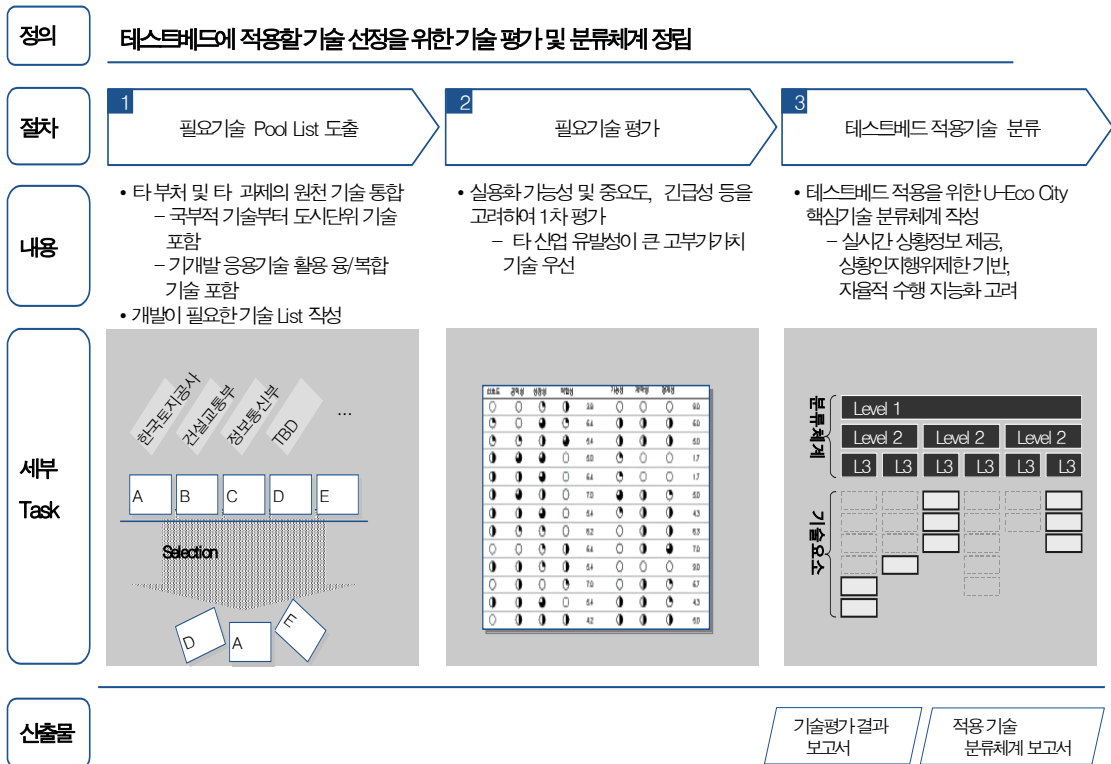 정의
테스트베드에 적용할 기술 선정을 위한 기술 평가 및 분류체계 정립
절차
1
필요기술 Pool List 도출
2
필요기술 평가
3
테스트베드 적용기술 분류
내용
• 타 부처 및 타 과제의 원천 기술 통합
– 국부적 기술부터 도시단위 기술
포함
– 기개발 응용기술 활용 융/복합
기술 포함
• 개발이 필요한 기술 List 작성
• 실용화 가능성 및 중요도, 긴급성 등을
고려하여 1차 평가
– 타 산업 유발성이 큰 고부가가치
기술 우선
• 테스트베드 적용을 위한 U-Eco City
핵심기술 분류체계 작성
– 실시간 상황정보 제공,
상황인지행위제한 기반,
자율적 수행 지능화 고려
세부
Task
한국토지공사
건설교통부
정보통신부
TBD
...
A B C D E
Selection
D A E
분류체계
Level 1
Level 2 Level 2 Level 2
L3 L3 L3 L3 L3 L3
기술요소
산출물
기술평가 결과
보고서
적용 기술
분류체계 보고서